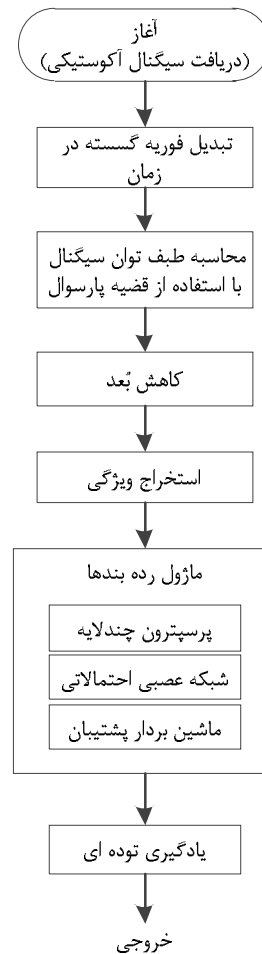 آغاز
(دریافت سیگنال آکوستیکی)
تبدیل فوریه گسسته در
زمان
محاسبه طبف توان سیگنال
با استفاده از قضیه پارسوال
کاهش بُعد
استخراج ویژگی
ماژول رده بندها
پرسپترون چندلایه
شبکه عصبی احتمالاتی
ماشین بردار پشتیبان
یادگیری توده ای
خروجی